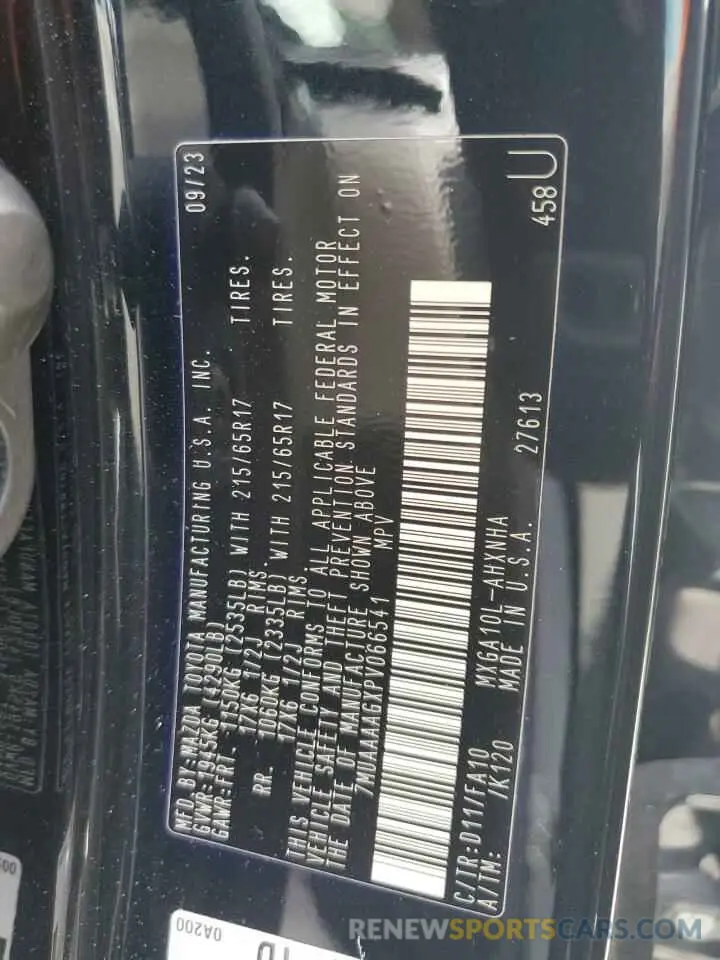 MFD BY:MAZDA TOYOTA MANUFACTURING U.S.A. INC. 09/23
GVWR:1945KG (4290LB)
GAWR:FRT. 1150KG (2535LB) WITH 215/65R17 TIRES.
17X6 1/2J RIMS.
RR. 1060KG (2335LB) WITH 215/65R17 TIRES.
17X6 1/2J RIMS.
THIS VEHICLE CONFORMS TO ALL APPLICABLE FEDERAL MOTOR
VEHICLE SAFETY AND THEFT PREVENTION STANDARDS IN EFFECT ON
THE DATE OF MANUFACTURE SHOWN ABOVE
7MUAAAAGXPV066541 MPV
C/TR:D11/FA10 MXGA10L-AHXNHA 27613 458 U
A/TM: /K120 MADE IN U.S.A.
0A200
RENEWSPORTSCARS.COM